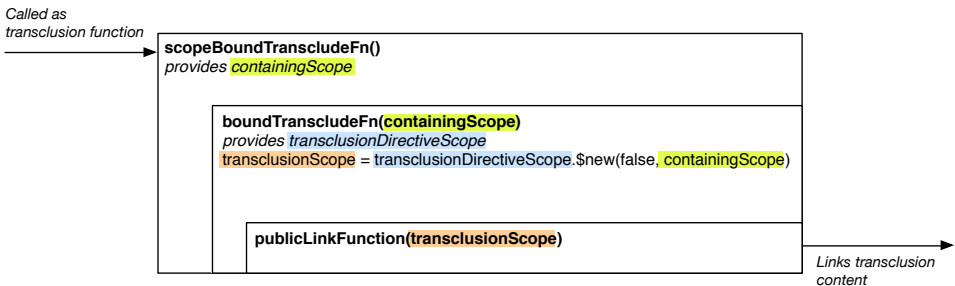 Called as
transclusion function
scopeBoundTranscludeFn()
provides containingScope
boundTranscludeFn(containingScope)
provides transclusionDirectiveScope
transclusionScope = transclusionDirectiveScope.$new(false, containingScope)
publicLinkFunction(transclusionScope)
Links transclusion
content